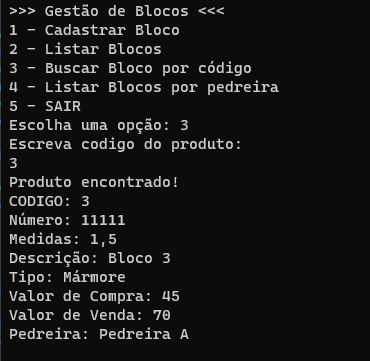 >>> Gestão de Blocos <<<
1 - Cadastrar Bloco
2 - Listar Blocos
3 - Buscar Bloco por código
4 - Listar Blocos por pedreira
5 - SAIR
Escolha uma opção: 3
Escreva codigo do produto:
3
Produto encontrado!
CODIGO: 3
Número: 11111
Medidas: 1,5
Descrição: Bloco 3
Tipo: Mármore
Valor de Compra: 45
Valor de Venda: 70
Pedreira: Pedreira A